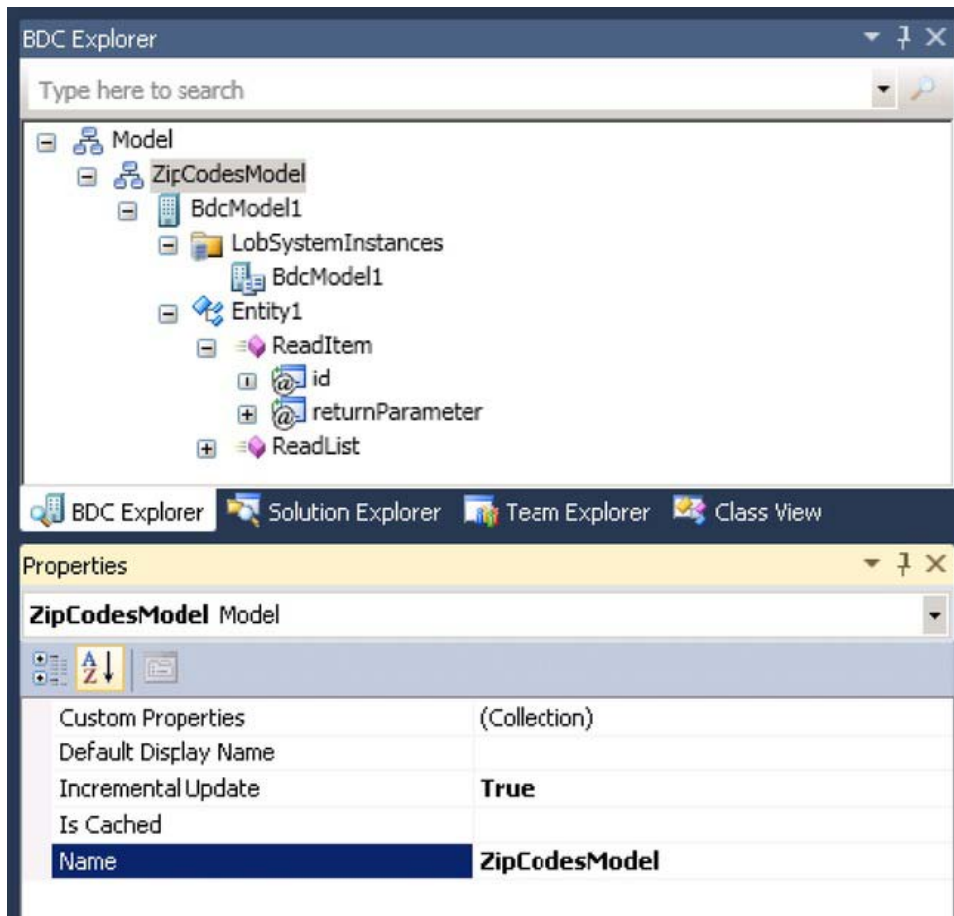 BDC Explorer
Type here to search
Model
ZipCodesModel
BdcModel1
LobSystemInstances
BdcModel1
Entity1
ReadItem
id
returnParameter
ReadList
BDC Explorer Solution Explorer Team Explorer Class View
Properties
ZipCodesModel Model
Custom Properties (Collection)
Default Display Name
Incremental Update True
Is Cached
Name ZipCodesModel